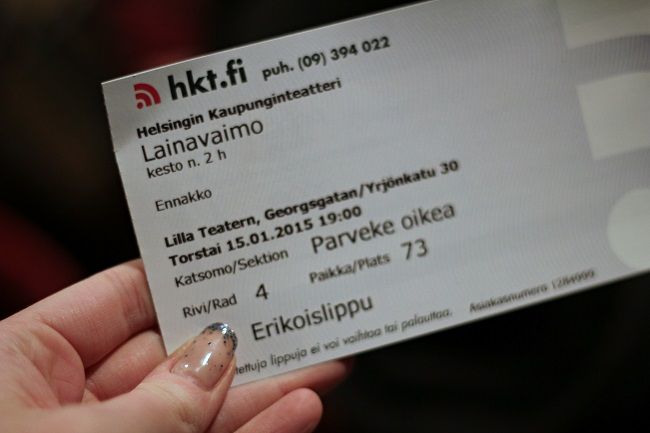 hkt.fi puh. (09) 394 022
Helsingin Kaupunginteatteri
Lainavaimo
kesto n. 2 h
Ennakko
Lilla Teatern, Georgsgatan/Yrjönkatu 30
Torstai 15.01.2015 19:00
Katsomo/Sektion Parveke oikea
Rivi/Rad 4 Paikka/Plats 73
Erikoislippu
lippuja ei voi vaihtaa tai palauttaa. Asiakasnumero